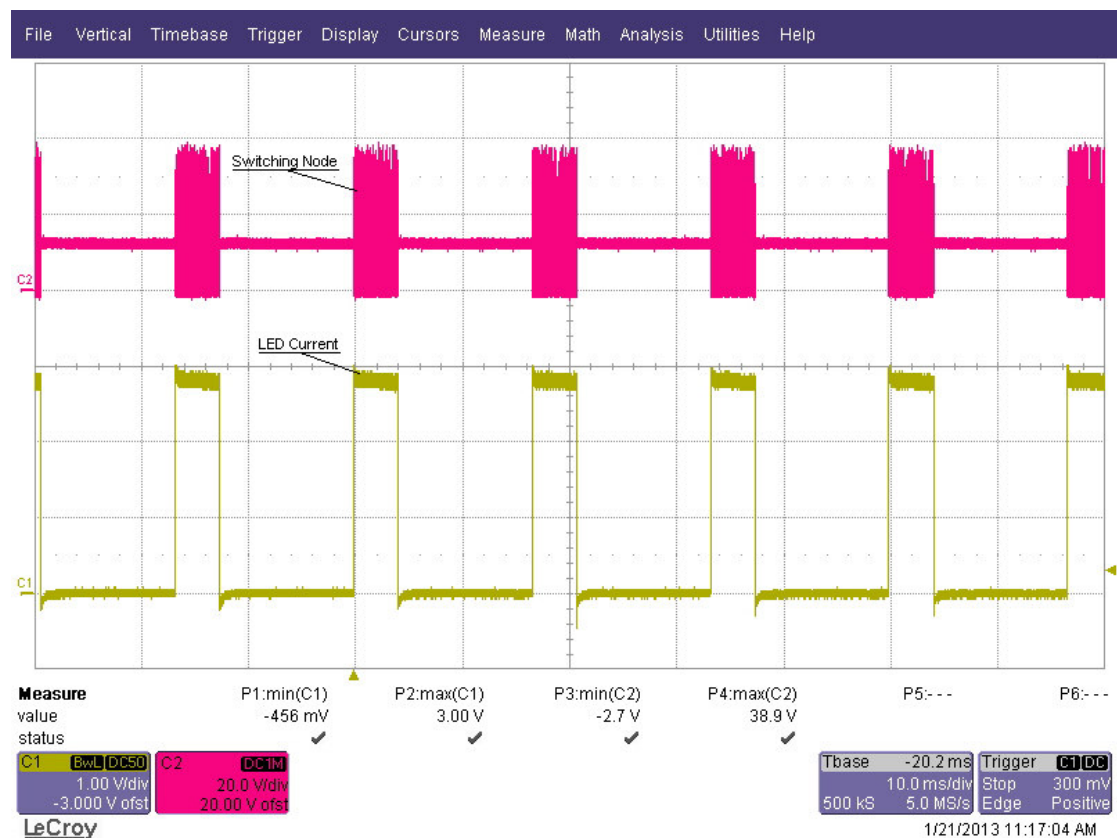 File Vertical Timebase Trigger Display Cursors Measure Math Analysis Utilities Help
Switching Node
C2
LED Current
C1
Measure P1:min(C1) P2:max(C1) P3:min(C2) P4:max(C2) P5:- - - P6:- - -
value -456 mV 3.00 V -2.7 V 38.9 V
status
C1 BwL DC50
1.00 V/div
-3.000 V ofst
C2 DC1M
20.0 V/div
20.00 V ofst
Tbase -20.2 ms
10.0 ms/div
500 kS 5.0 MS/s
Trigger C1 DC
Stop 300 mV
Edge Positive
LeCroy
1/21/2013 11:17:04 AM